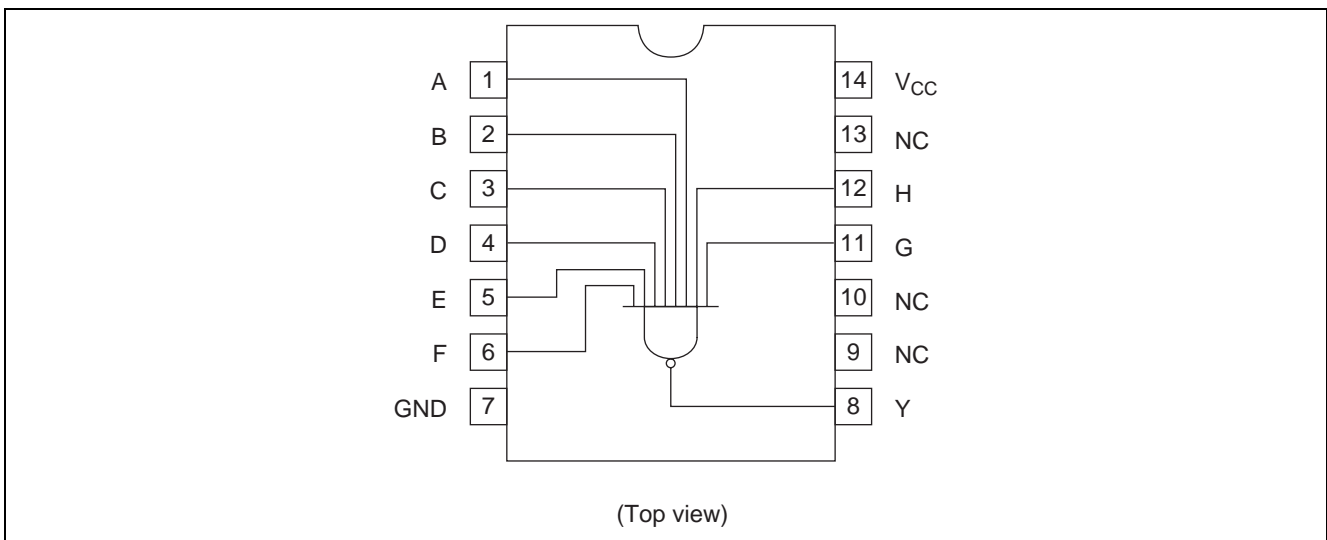 A 1 14 VCC
B 2 13 NC
C 3 12 H
D 4 11 G
E 5 10 NC
F 6 9 NC
GND 7 8 Y
(Top view)